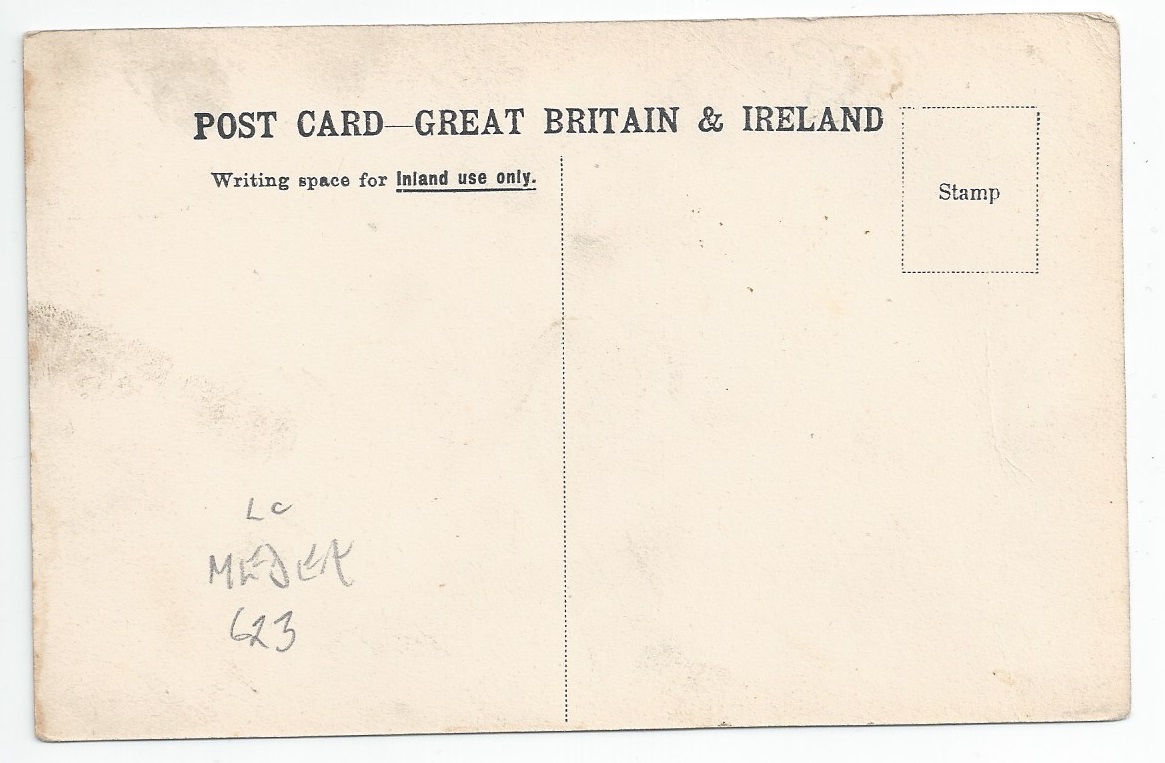 POST CARD—GREAT BRITAIN & IRELAND
Writing space for Inland use only.
Stamp
LC
623